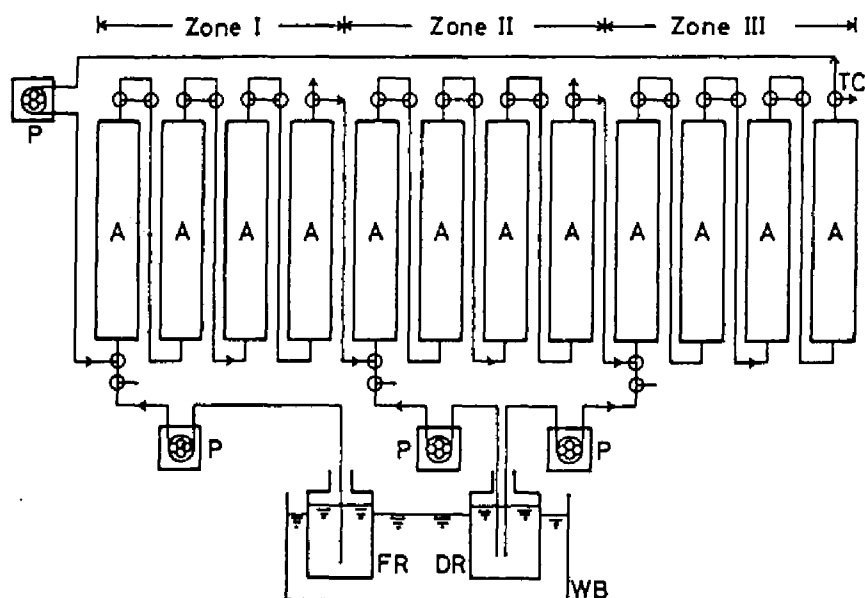 Zone I Zone II Zone III
TC
P
A A A A A A A A A A A A
P P P
FR DR
WB